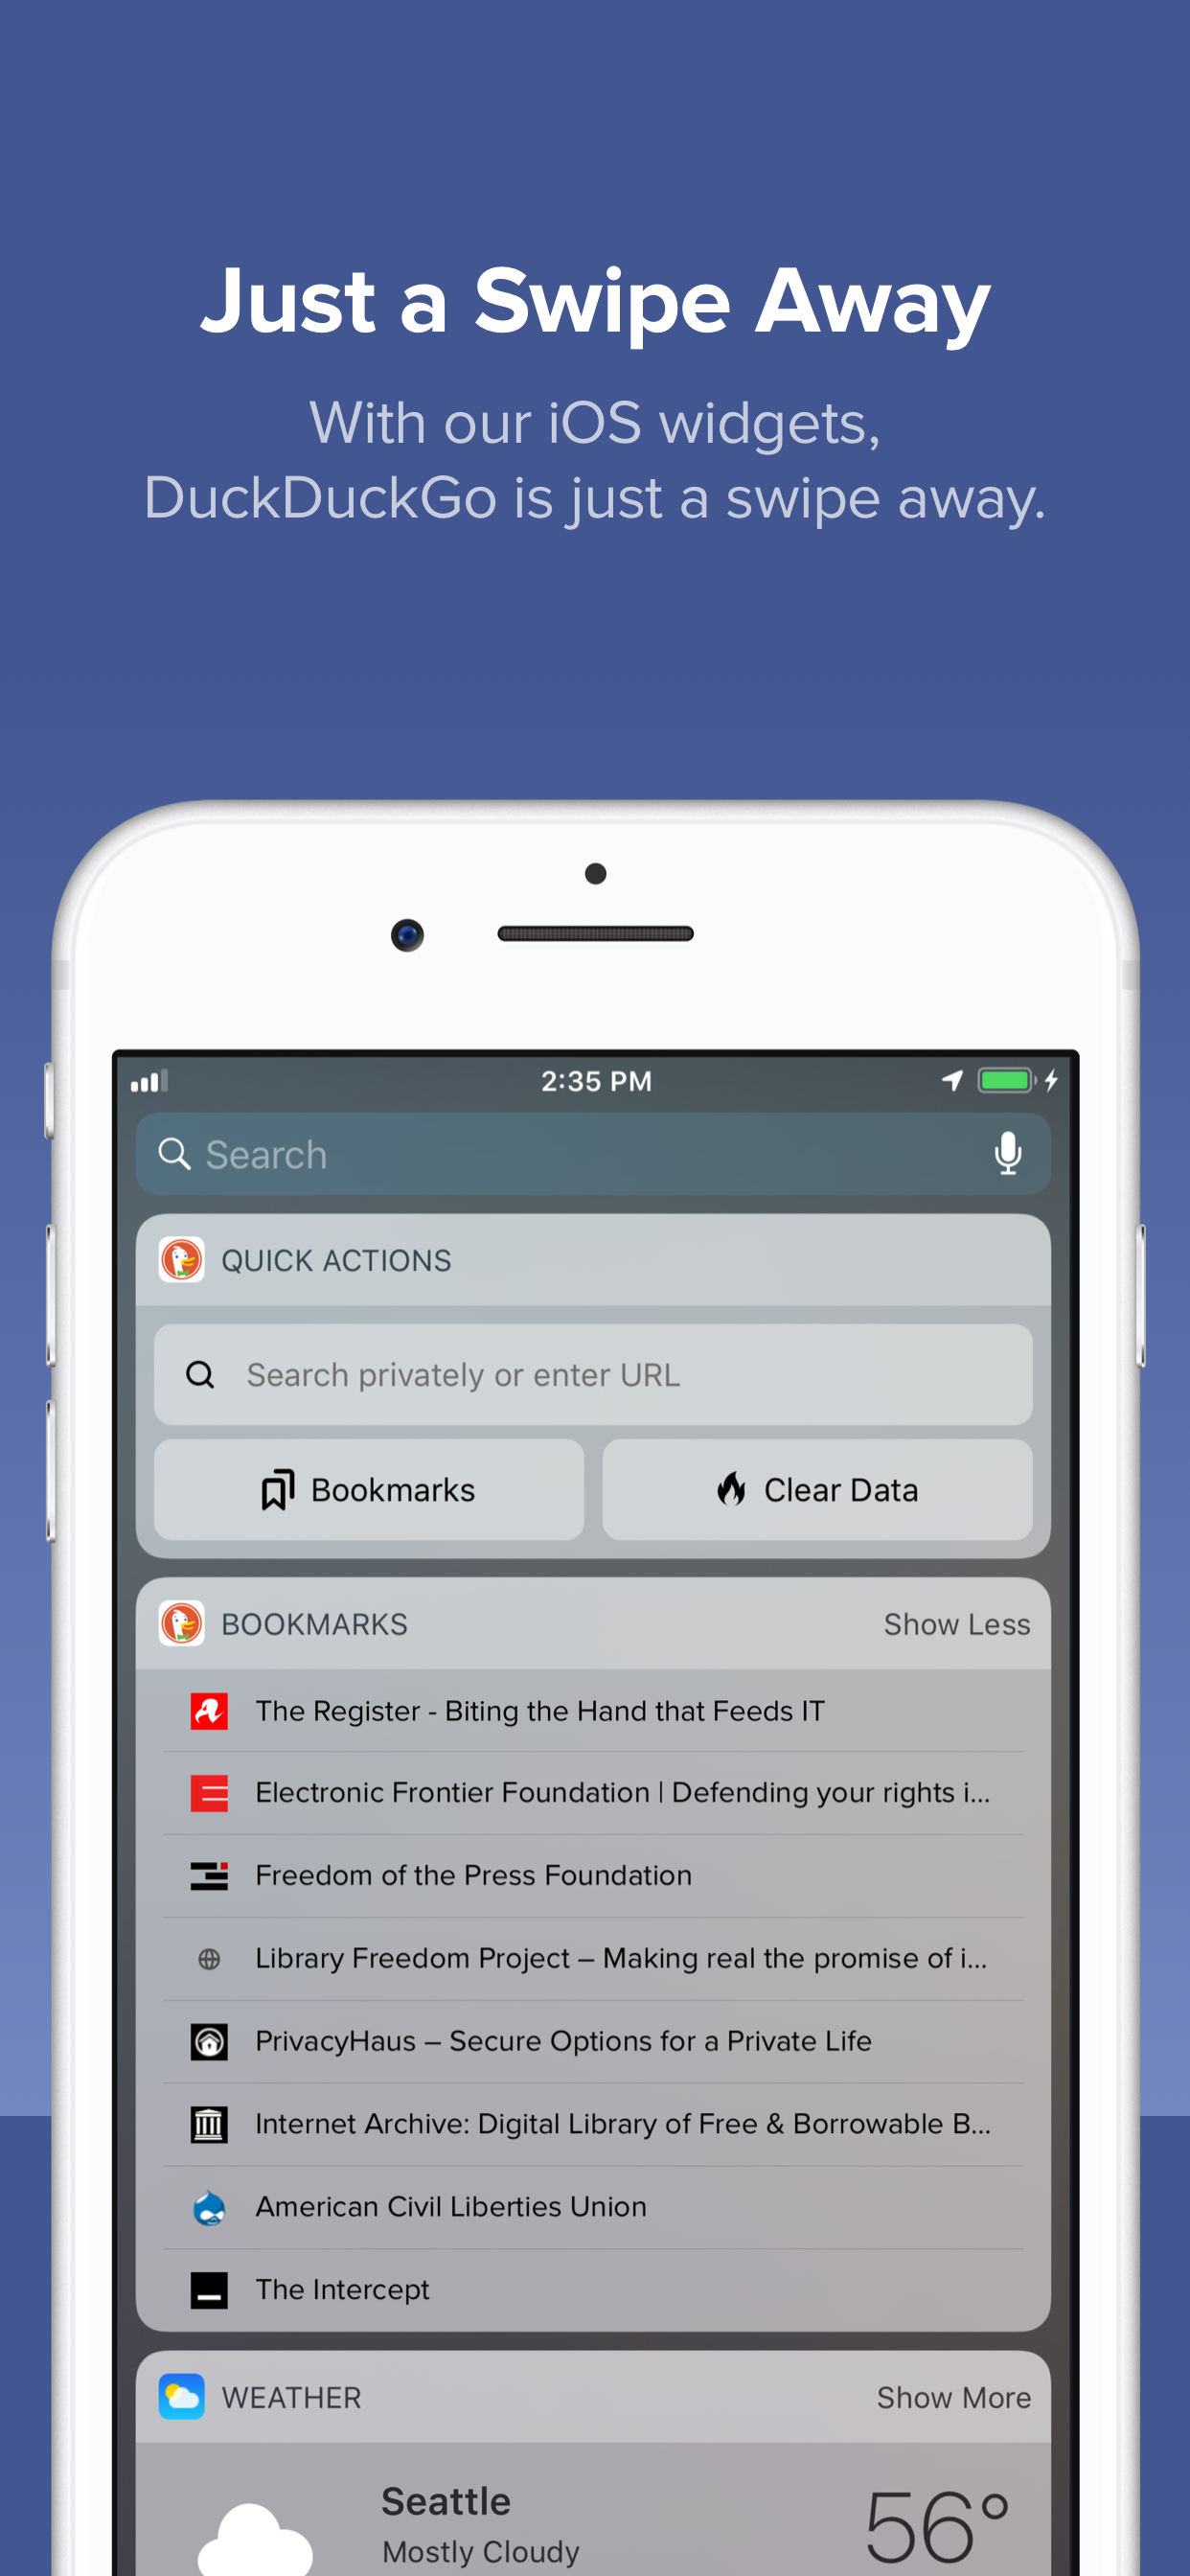 Just a Swipe Away
With our iOS widgets,
DuckDuckGo is just a swipe away.
2:35 PM
Search
QUICK ACTIONS
Search privately or enter URL
Bookmarks
Clear Data
BOOKMARKS
Show Less
The Register - Biting the Hand that Feeds IT
Electronic Frontier Foundation | Defending your rights i...
Freedom of the Press Foundation
Library Freedom Project – Making real the promise of i...
PrivacyHaus – Secure Options for a Private Life
Internet Archive: Digital Library of Free & Borrowable B...
American Civil Liberties Union
The Intercept
WEATHER
Show More
Seattle
56°
Mostly Cloudy